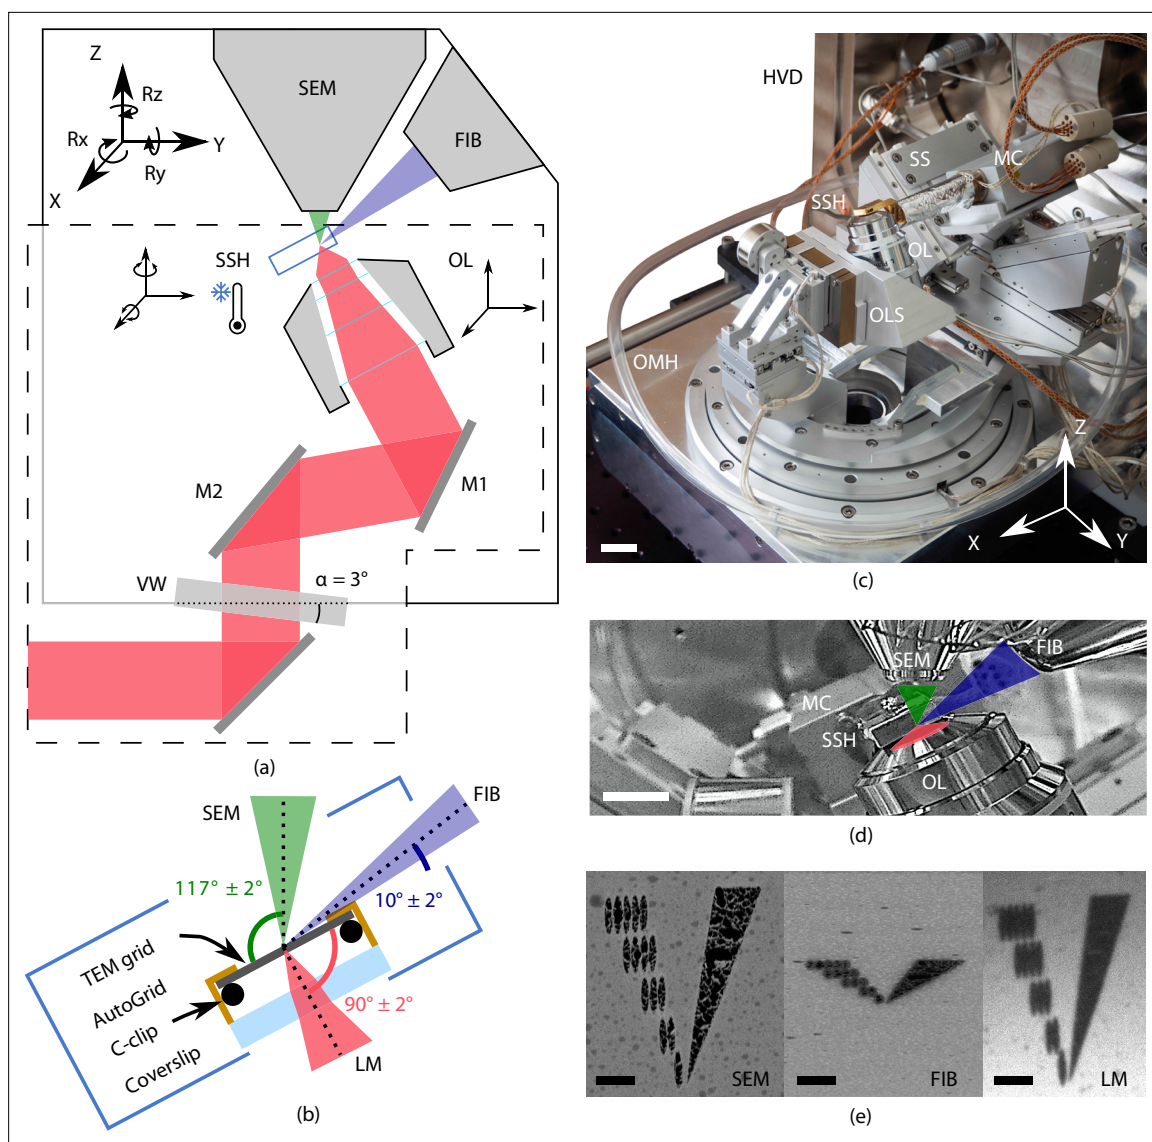 Z
Rz
Rx
Y
Ry
X
SEM
FIB
SSH
OL
M2
M1
VW
α = 3°
(a)
HVD
SS
MC
SSH
OL
OLS
OMH
Z
X
Y
(c)
SEM
FIB
MC
SSH
OL
(d)
SEM
FIB
117° ± 2°
10° ± 2°
TEM grid
AutoGrid
C-clip
Coverslip
90° ± 2°
LM
(b)
SEM
FIB
LM
(e)